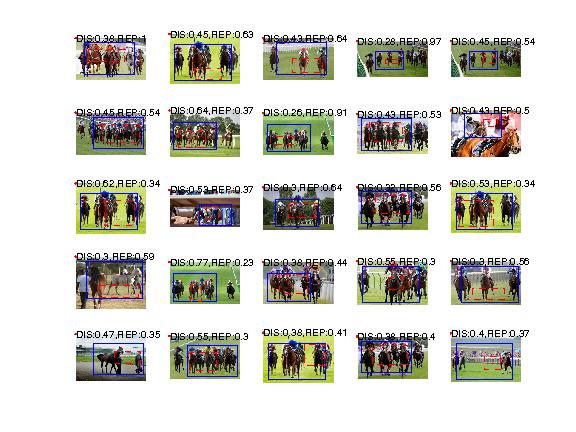 DIS:0.38,REP:1
DIS:0.45,REP:0.63
DIS:0.43,REP:0.64
DIS:0.28,REP:0.97
DIS:0.45,REP:0.54
DIS:0.45,REP:0.54
DIS:0.64,REP:0.37
DIS:0.26,REP:0.91
DIS:0.43,REP:0.53
DIS:0.43,REP:0.5
DIS:0.62,REP:0.34
DIS:0.53,REP:0.37
DIS:0.3,REP:0.64
DIS:0.32,REP:0.56
DIS:0.53,REP:0.34
DIS:0.3,REP:0.59
DIS:0.77,REP:0.23
DIS:0.38,REP:0.44
DIS:0.55,REP:0.3
DIS:0.3,REP:0.56
DIS:0.47,REP:0.35
DIS:0.55,REP:0.3
DIS:0.38,REP:0.41
DIS:0.38,REP:0.4
DIS:0.4,REP:0.37